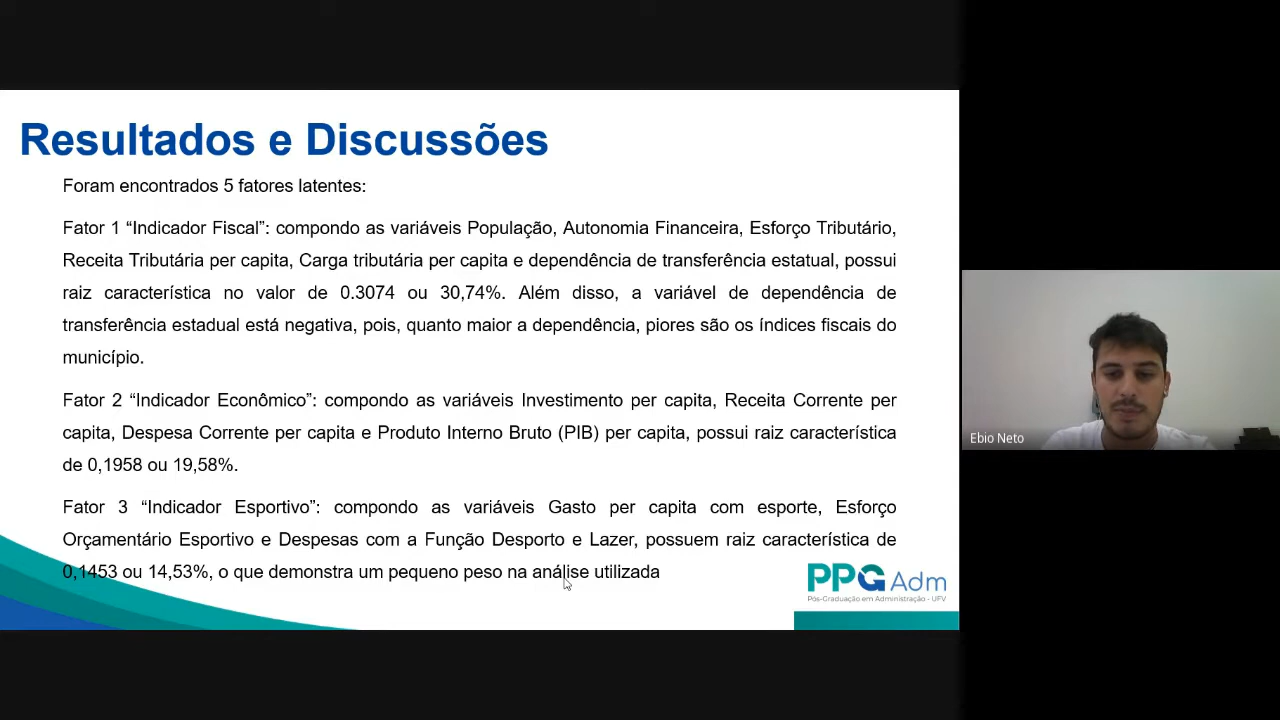 Resultados e Discussões
Foram encontrados 5 fatores latentes:
Fator 1 “Indicador Fiscal”: compondo as variáveis População, Autonomia Financeira, Esforço Tributário,
Receita Tributária per capita, Carga tributária per capita e dependência de transferência estatual, possui
raiz característica no valor de 0.3074 ou 30,74%. Além disso, a variável de dependência de
transferência estadual está negativa, pois, quanto maior a dependência, piores são os índices fiscais do
município.
Fator 2 “Indicador Econômico”: compondo as variáveis Investimento per capita, Receita Corrente per
capita, Despesa Corrente per capita e Produto Interno Bruto (PIB) per capita, possui raiz característica
de 0,1958 ou 19,58%.
Fator 3 “Indicador Esportivo”: compondo as variáveis Gasto per capita com esporte, Esforço
Orçamentário Esportivo e Despesas com a Função Desporto e Lazer, possuem raiz característica de
0,1453 ou 14,53%, o que demonstra um pequeno peso na análise utilizada
PPGAdm
Pós-Graduação em Administração - UFV
Ebio Neto